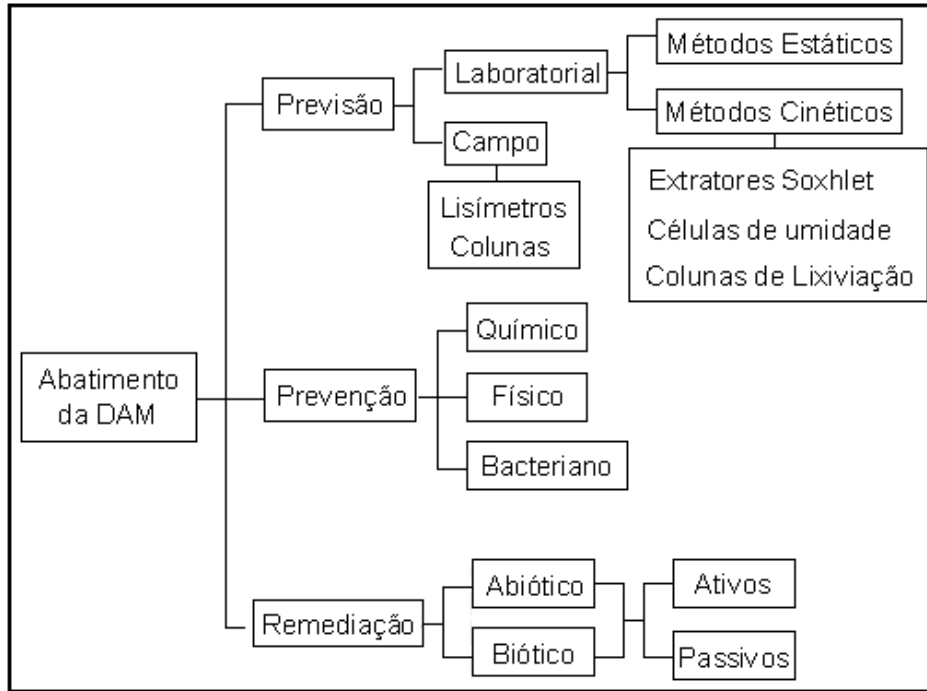 Abatimento
da DAM
Previsão
Laboratorial
Métodos Estáticos
Métodos Cinéticos
Extratores Soxhlet
Células de umidade
Colunas de Lixiviação
Campo
Lisímetros
Colunas
Prevenção
Químico
Físico
Bacteriano
Remediação
Abiótico
Biótico
Ativos
Passivos